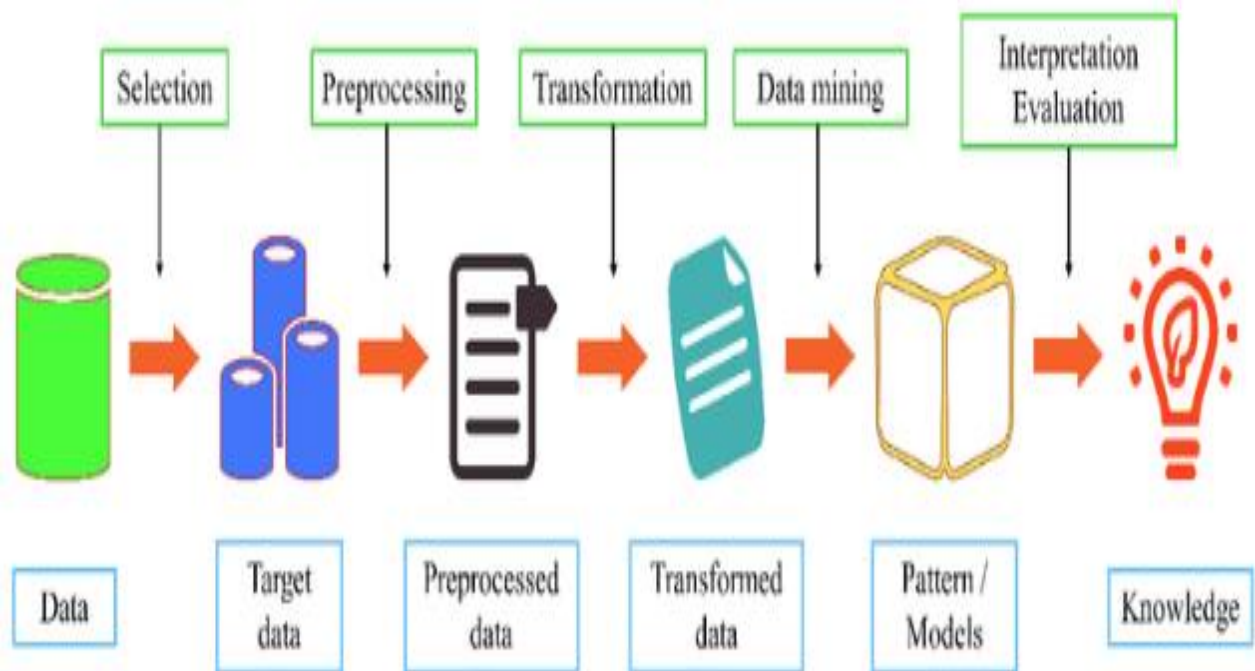 Selection
Preprocessing
Transformation
Data mining
Interpretation
Evaluation
Data
Target
data
Preprocessed
data
Transformed
data
Pattern /
Models
Knowledge